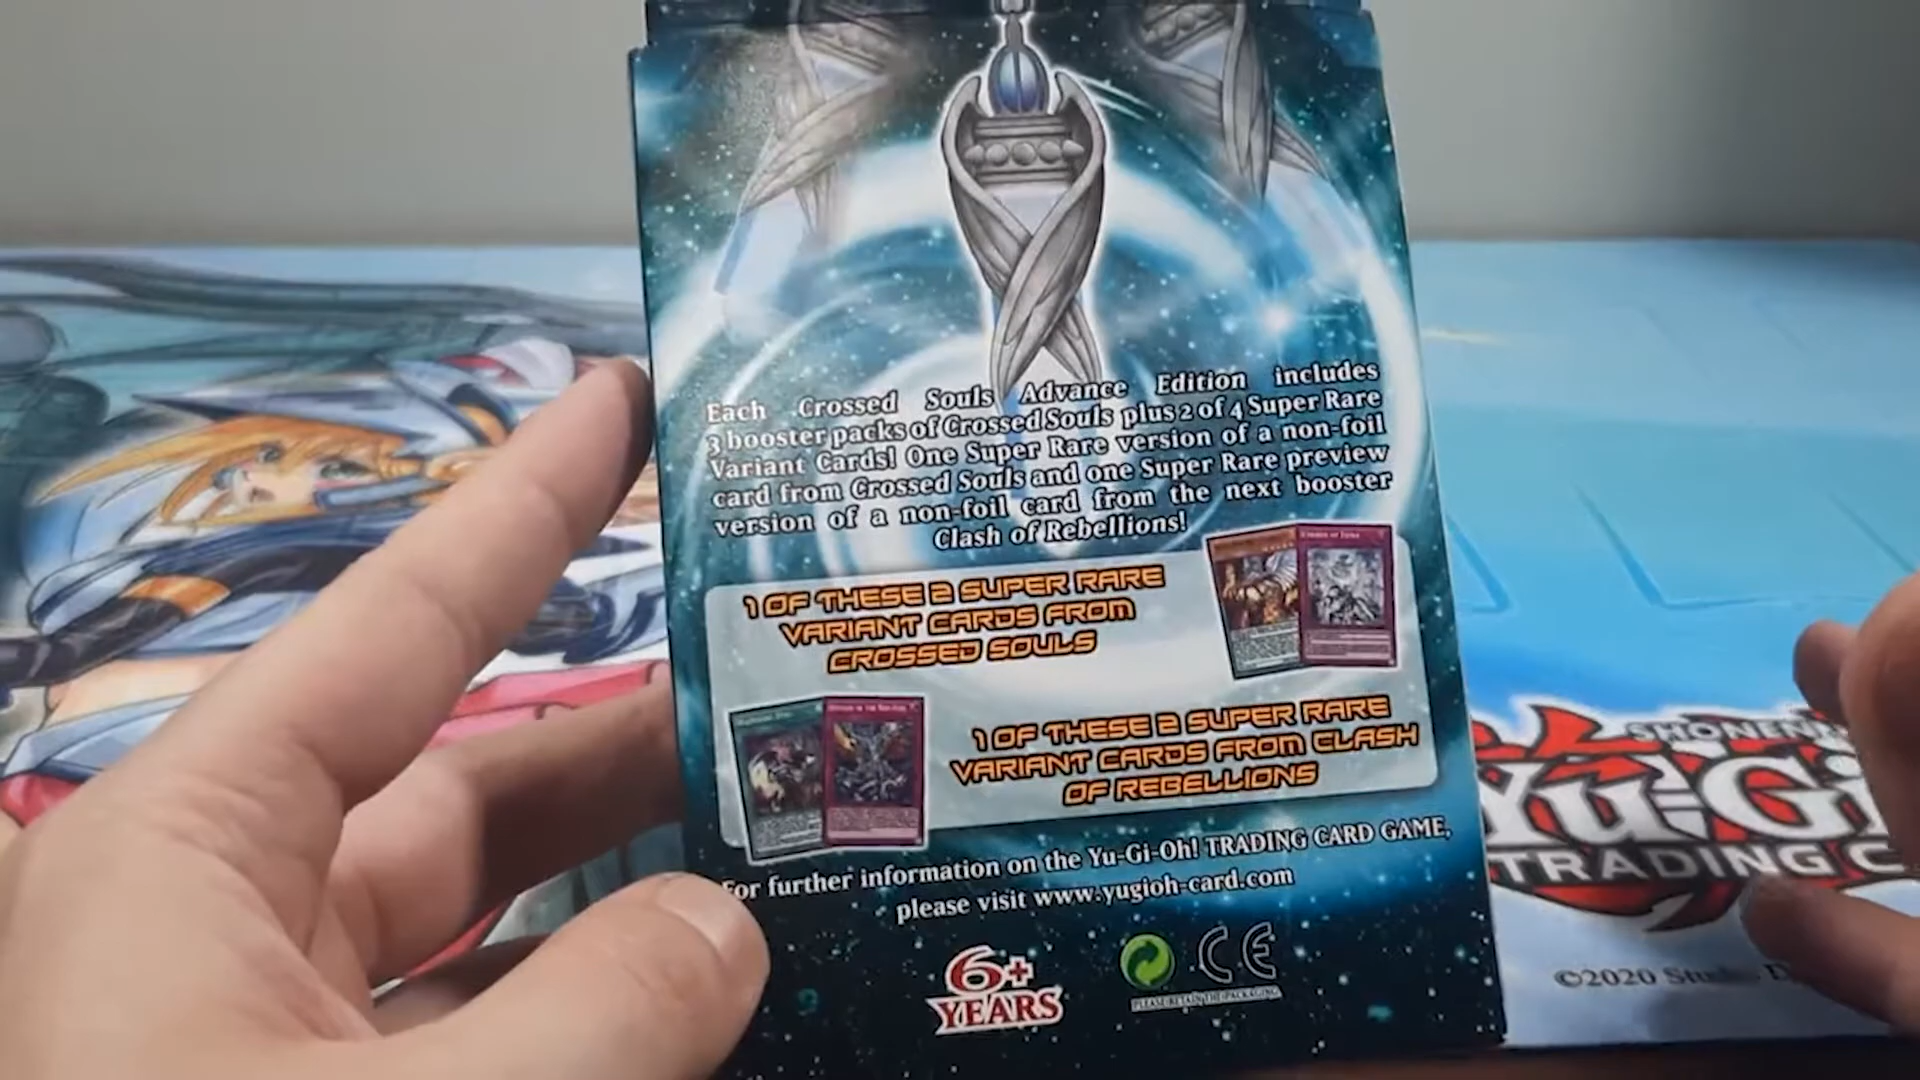 Each Crossed Souls Advance Edition includes
3 booster packs of Crossed Souls plus 2 of 4 Super Rare
Variant Cards! One Super Rare version of a non-foil
card from Crossed Souls and one Super Rare preview
version of a non-foil card from the next booster
Clash of Rebellions!
1 OF THESE 2 SUPER RARE
VARIANT CARDS FROM
CROSSED SOULS
1 OF THESE 2 SUPER RARE
VARIANT CARDS FROM CLASH
OF REBELLIONS
For further information on the Yu-Gi-Oh! TRADING CARD GAME,
please visit www.yugioh-card.com
6+
YEARS
CE
PLEASE RETAIN THE PACKAGING
SHONEN
Yu-Gi
TRADING C
©2020